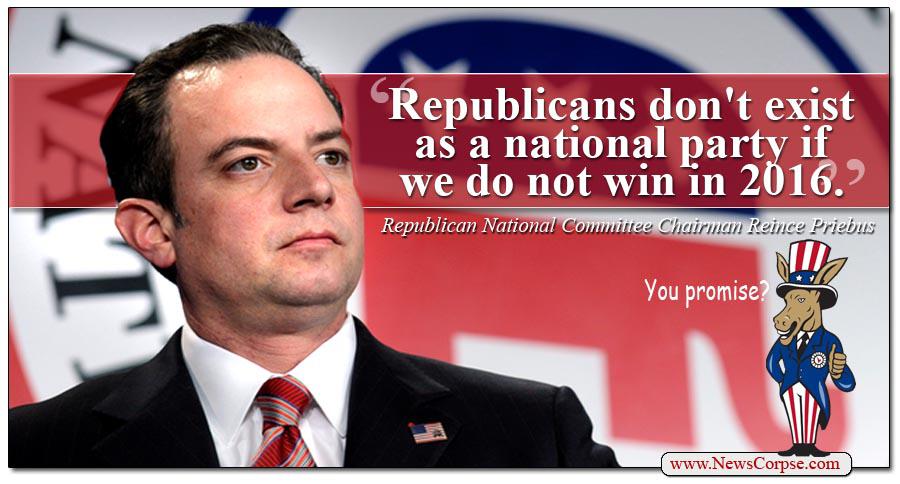 “Republicans don't exist
as a national party if
we do not win in 2016.”
Republican National Committee Chairman Reince Priebus
You promise?
www.NewsCorpse.com